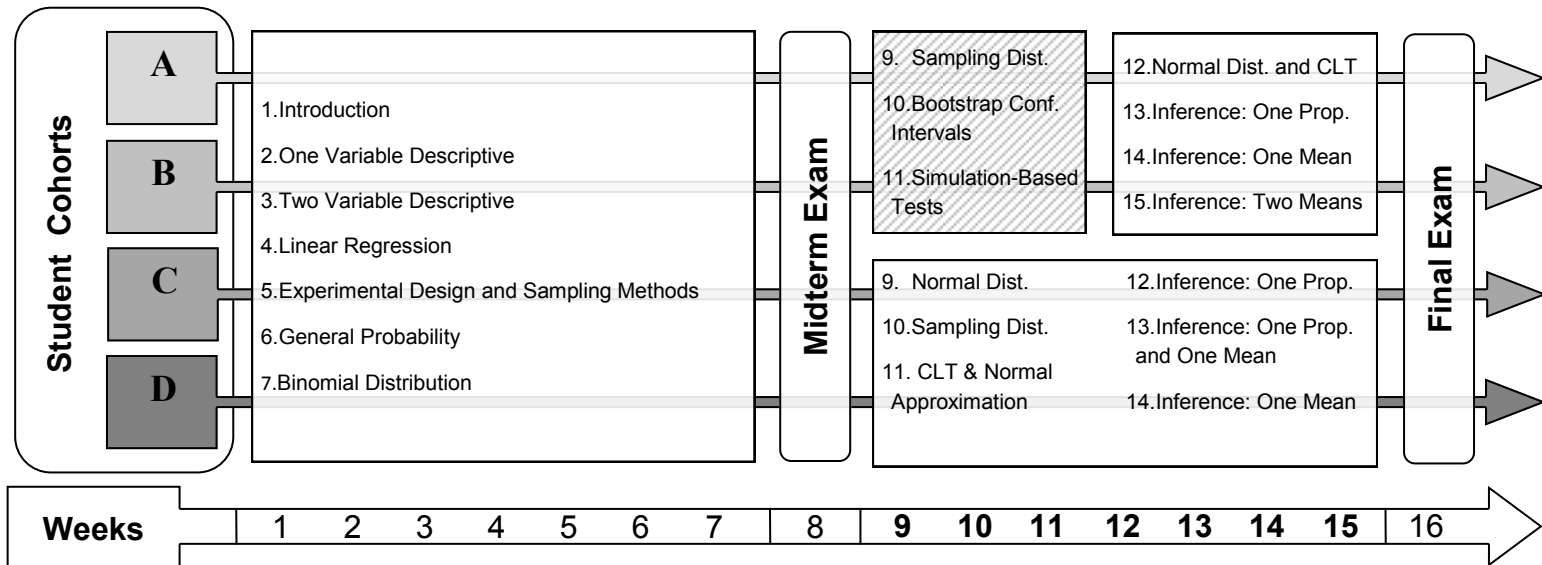 Student Cohorts
A
B
C
D
1.Introduction
2.One Variable Descriptive
3.Two Variable Descriptive
4.Linear Regression
5.Experimental Design and Sampling Methods
6.General Probability
7.Binomial Distribution
Midterm Exam
9. Sampling Dist.
10.Bootstrap Conf.
Intervals
11.Simulation-Based
Tests
12.Normal Dist. and CLT
13.Inference: One Prop.
14.Inference: One Mean
15.Inference: Two Means
9. Normal Dist.
10.Sampling Dist.
11. CLT & Normal
Approximation
12.Inference: One Prop.
13.Inference: One Prop.
and One Mean
14.Inference: One Mean
Final Exam
Weeks 1 2 3 4 5 6 7 8 9 10 11 12 13 14 15 16